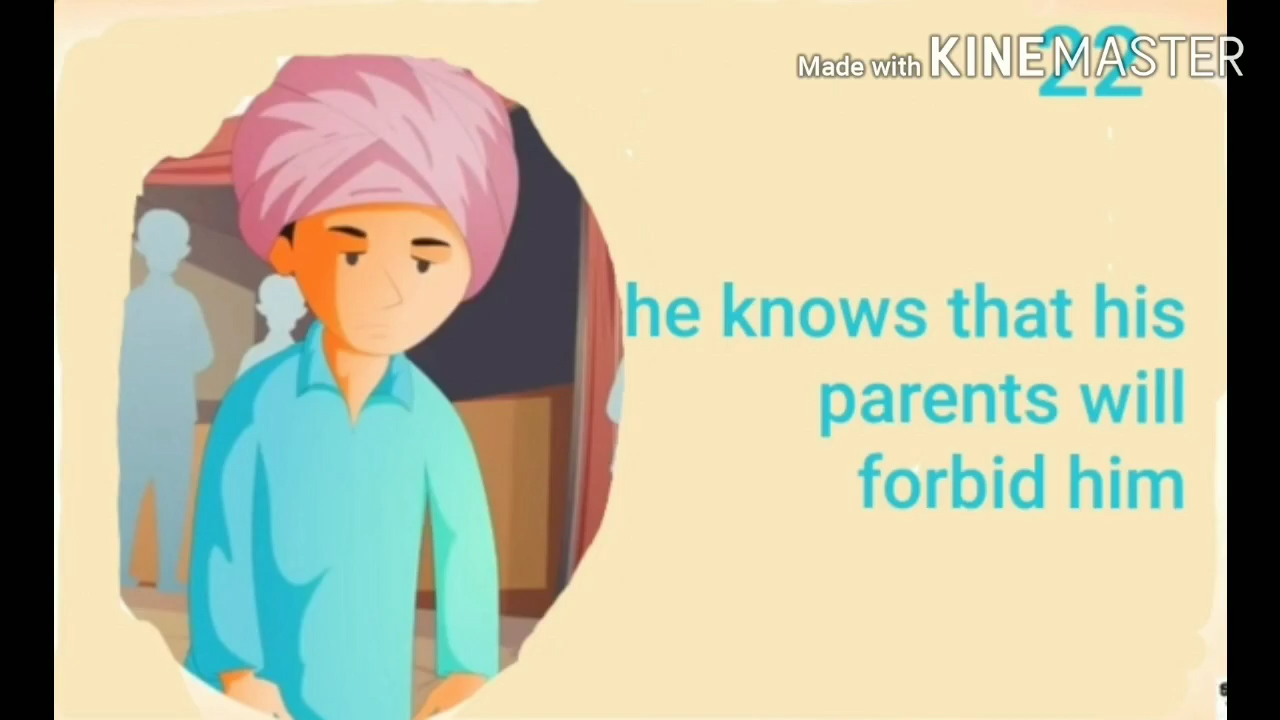 Made with KINEMASTER
22
he knows that his
parents will
forbid him